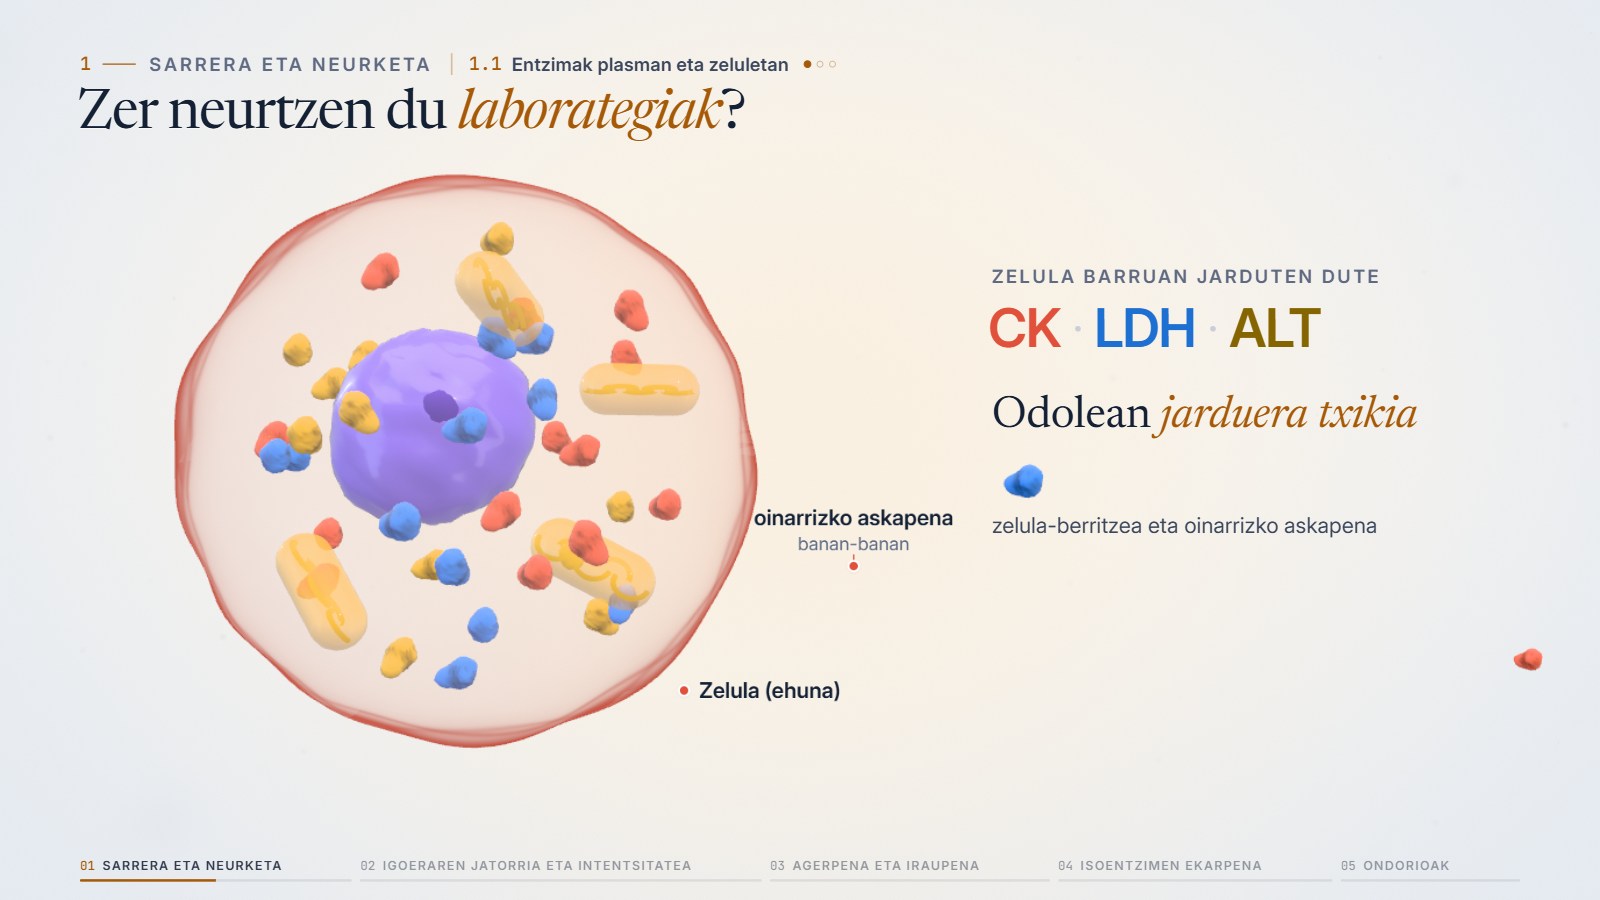 1 — SARRERA ETA NEURKETA | 1.1 Entzimak plasman eta zeluletan
Zer neurtzen du laborategiak?
ZELULA BARRUAN JARDUTEN DUTE
CK · LDH · ALT
Odolean jarduera txikia
zelula-berritzea eta oinarrizko askapena
oinarrizko askapena
banan-banan
Zelula (ehuna)
01 SARRERA ETA NEURKETA
02 IGOERAREN JATORRIA ETA INTENTSITATEA
03 AGERPENA ETA IRAUPENA
04 ISOENTZIMEN EKARPENA
05 ONDORIOAK